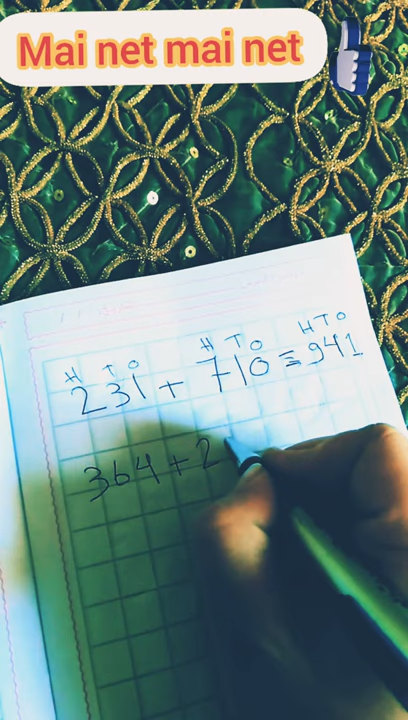 Mai net mai net
H T O H T O H T O
231 + 710 = 941
364 + 2